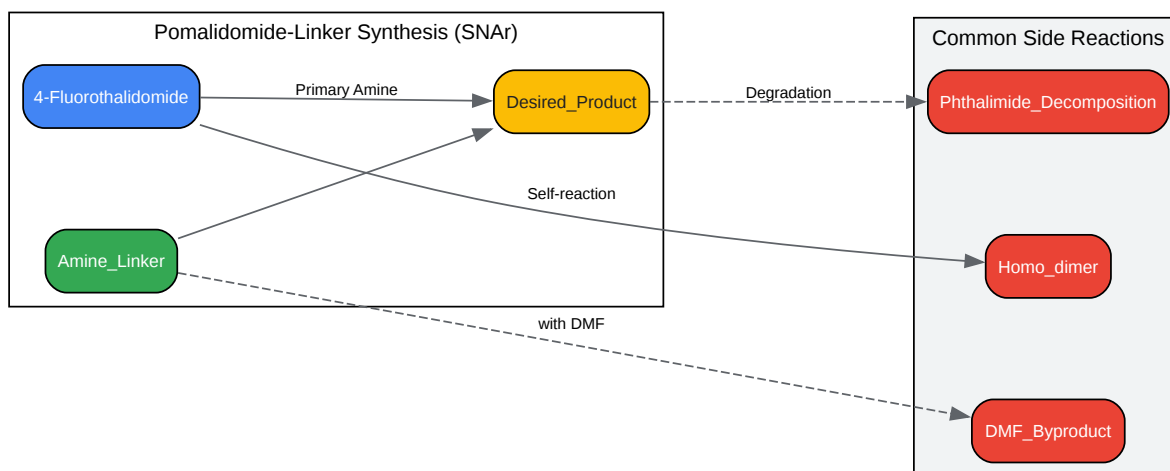 Pomalidomide-Linker Synthesis (SNAr)
Common Side Reactions
4-Fluorothalidomide
Primary Amine
Desired_Product
Degradation
Phthalimide_Decomposition
Self-reaction
Amine_Linker
Homo_dimer
with DMF
DMF_Byproduct